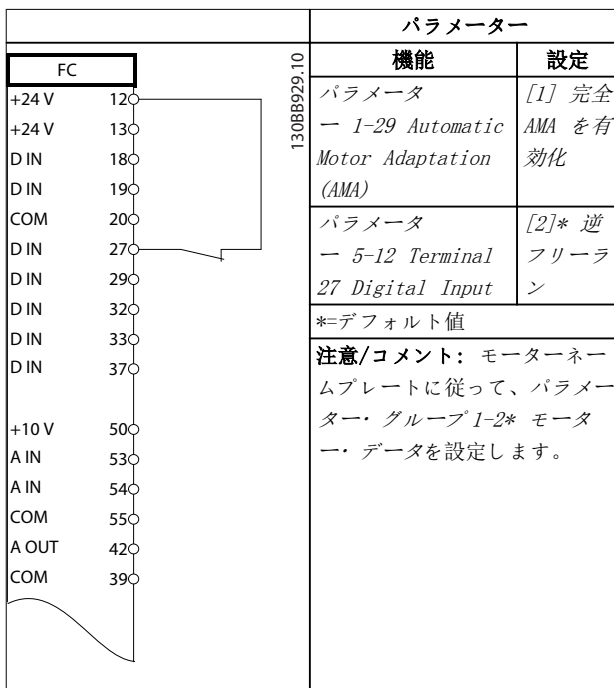 パラメーター
機能
設定
パラメータ
ー 1-29 Automatic
Motor Adaptation
(AMA)
[1] 完全
AMA を有
効化
パラメータ
ー 5-12 Terminal
27 Digital Input
[2]* 逆
フリーラ
ン
*=デフォルト値
注意/コメント: モーターネー
ムプレートに従って、パラメー
ター・グループ 1-2* モータ
ー・データを設定します。
FC
+24 V 12
+24 V 13
D IN 18
D IN 19
COM 20
D IN 27
D IN 29
D IN 32
D IN 33
D IN 37
+10 V 50
A IN 53
A IN 54
COM 55
A OUT 42
COM 39
130BB929.10